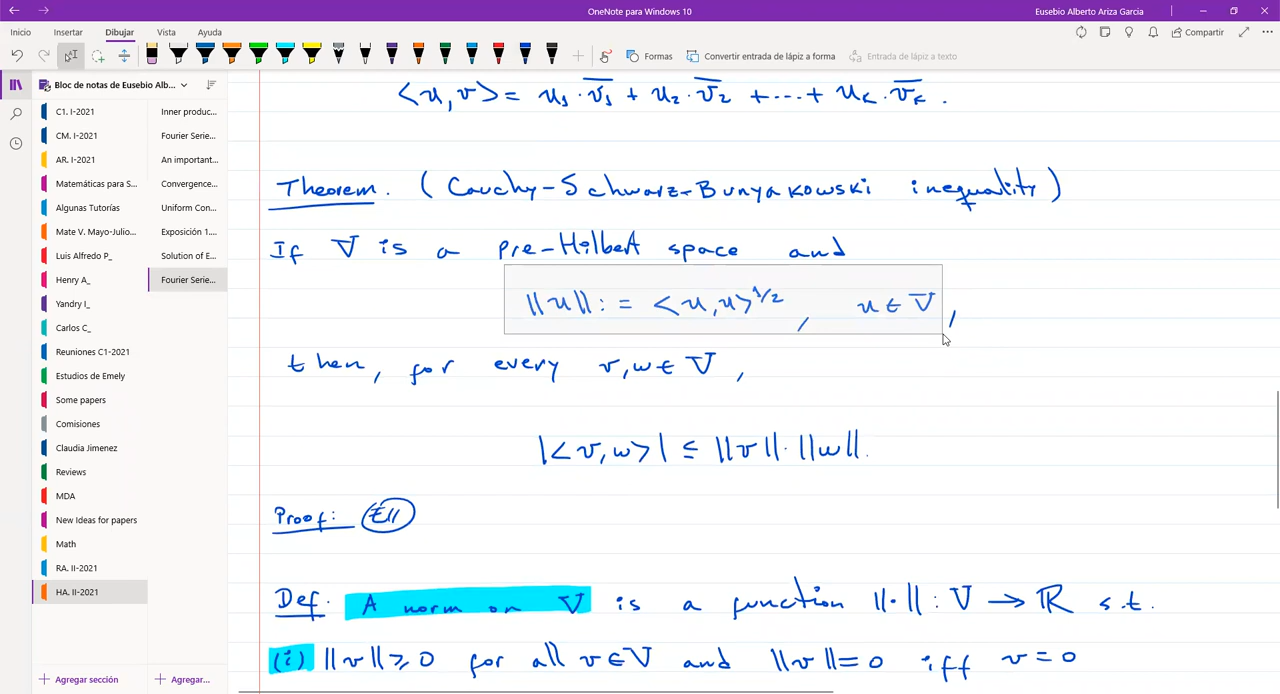 OneNote para Windows 10
Eusebio Alberto Ariza Garcia
Inicio Insertar Dibujar Vista Ayuda
Compartir
Formas Convertir entrada de lápiz a forma Entrada de lápiz a texto
Bloc de notas de Eusebio Alb...
C1. I-2021
CM. I-2021
AR. I-2021
Matemáticas para S...
Algunas Tutorías
Mate V. Mayo-Julio...
Luis Alfredo P_
Henry A_
Yandry I_
Carlos C_
Reuniones C1-2021
Estudios de Emely
Some papers
Comisiones
Claudia Jimenez
Reviews
MDA
New Ideas for papers
Math
RA. II-2021
HA. II-2021
Agregar sección
Inner produc...
Fourier Serie...
An important...
Convergence...
Uniform Con...
Exposición 1...
Solution of E...
Fourier Serie...
Agregar...
<u,v> = u₁·v̅₁ + u₂·v̅₂ + ··· + uₖ·v̅ₖ.
Theorem. (Cauchy-Schwarz-Bunyakowski inequality)
If V is a pre-Hilbert space and
||u|| := <u,u>^1/2, u ∈ V,
then, for every v,w ∈ V,
|<v,w>| ≤ ||v||·||w||.
Proof:
Def. A norm on V is a function ||·||: V → ℝ s.t.
(i) ||v|| ≥ 0 for all v ∈ V and ||v|| = 0 iff v = 0